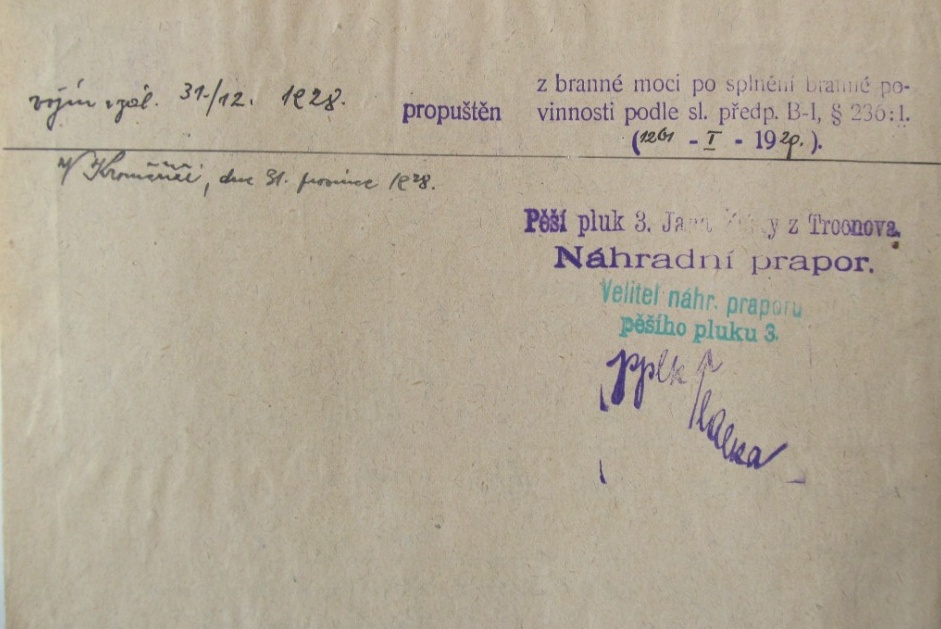 vojín v zál. 31./12. 1928. propuštěn z branné moci po splnění branné po-
vinnosti podle sl. předp. B-I, § 236:1.
- I - 1929.).
V Kroměříži, dne 31. prosince 1928.
Pěší pluk 3. Jana Žižky z Trocnova.
Náhradní prapor.
Velitel náhr. praporu
pěšího pluku 3.
pplk